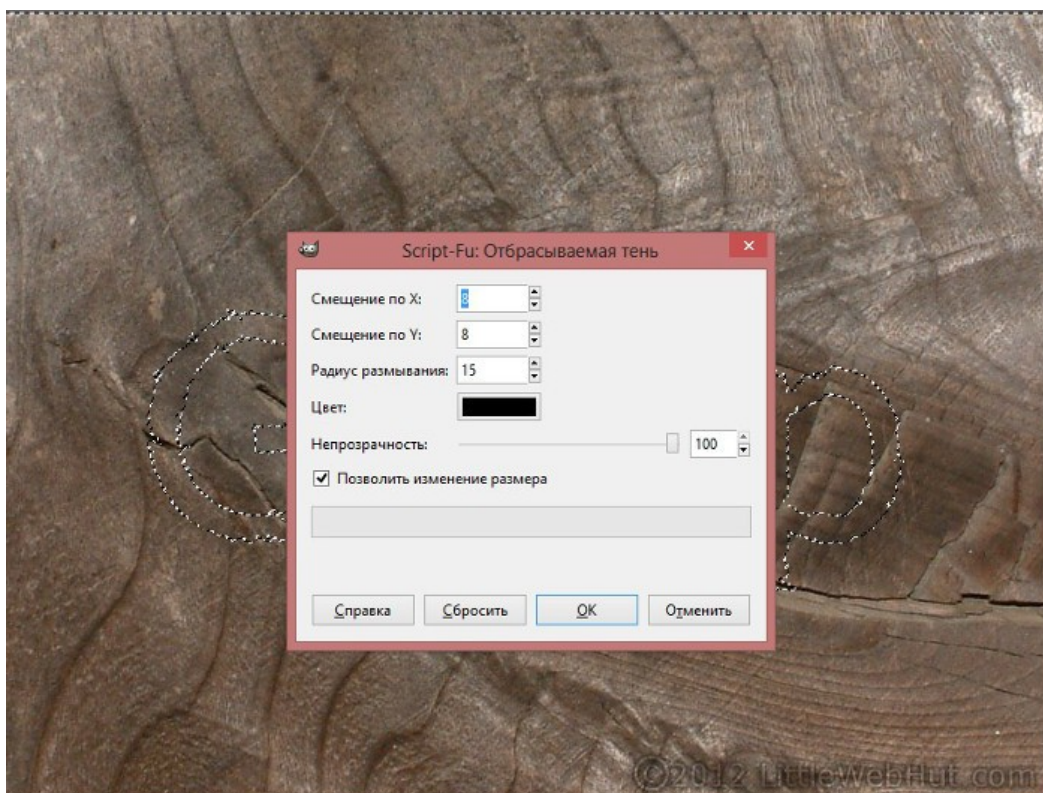 Script-Fu: Отбрасываемая тень
Смещение по X: 8
Смещение по Y: 8
Радиус размывания: 15
Цвет:
Непрозрачность: 100
Позволить изменение размера
Справка Сбросить OK Отменить
©2012 LittleWebHut.com